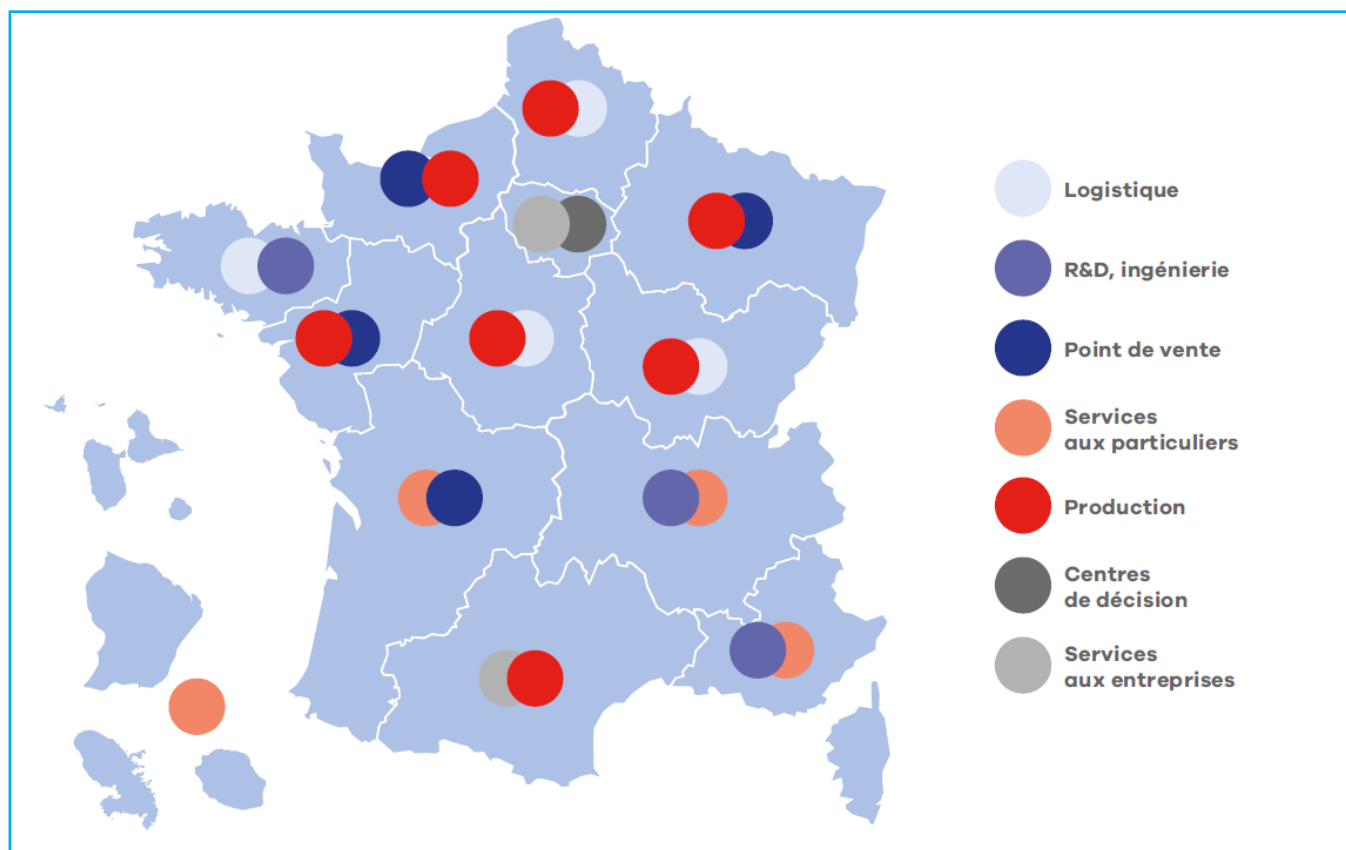 Logistique
R&D, ingénierie
Point de vente
Services
aux particuliers
Production
Centres
de décision
Services
aux entreprises